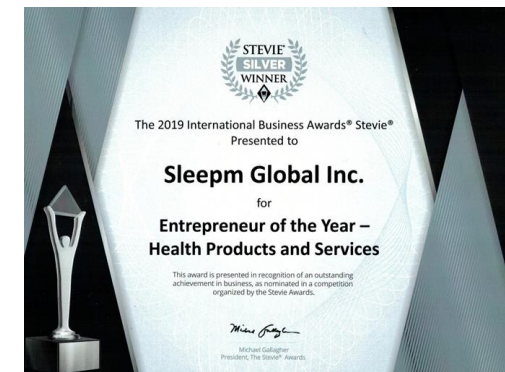 STEVIE®
SILVER
WINNER
The 2019 International Business Awards® Stevie®
Presented to
Sleepm Global Inc.
for
Entrepreneur of the Year –
Health Products and Services
This award is presented in recognition of an outstanding
achievement in business, as nominated in a competition
organized by the Stevie Awards.
Michael Gallagher
President, The Stevie® Awards